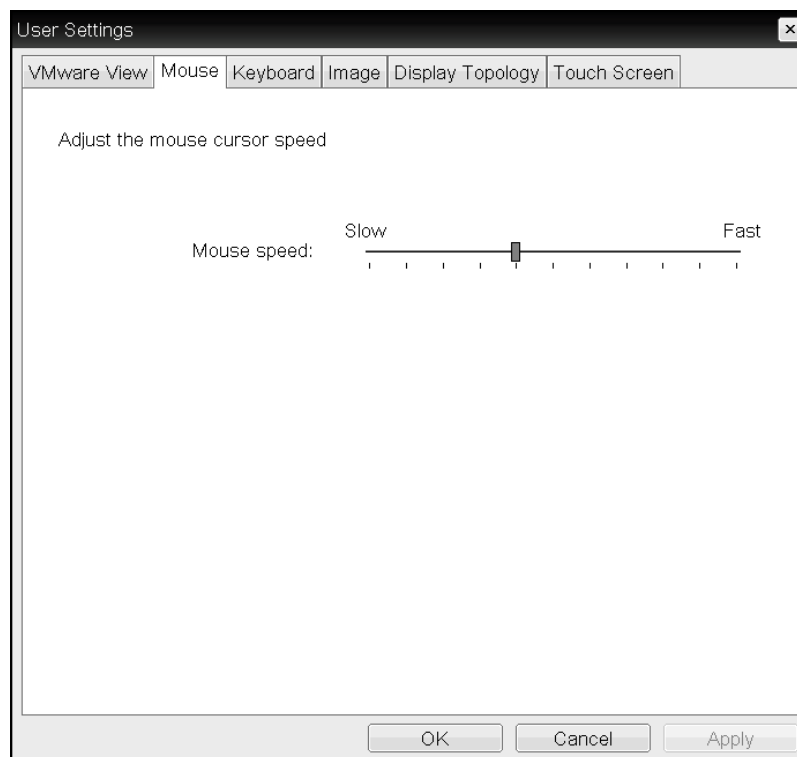 User Settings
VMware View Mouse Keyboard Image Display Topology Touch Screen
Adjust the mouse cursor speed
Slow Fast
Mouse speed:
OK Cancel Apply